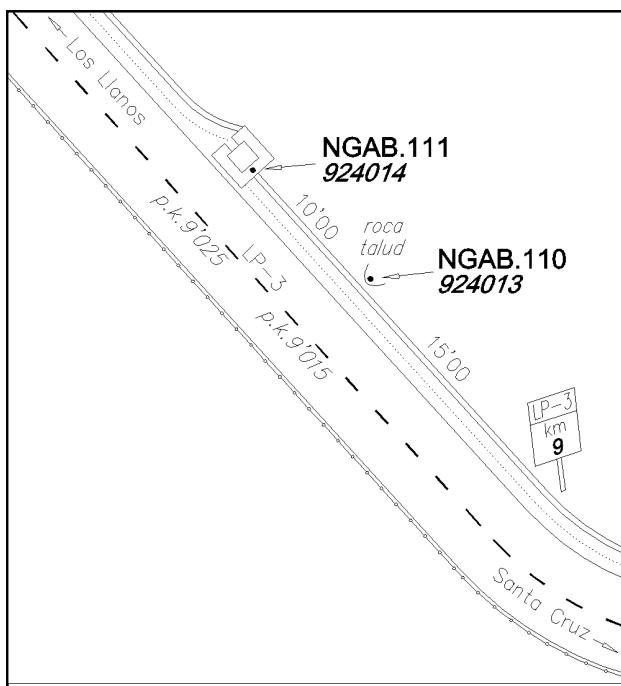 Los Llanos
NGAB.111
924014
10'00
p.k.9'025
LP-3
roca
talud
NGAB.110
924013
p.k.9'015
15'00
LP-3
km
9
Santa Cruz